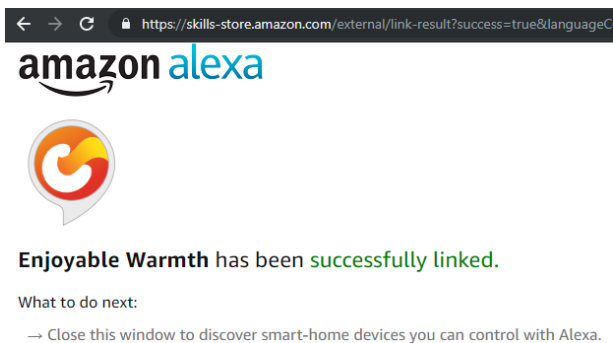 https://skills-store.amazon.com/external/link-result?success=true&languageC
amazon alexa
Enjoyable Warmth has been successfully linked.
What to do next:
→ Close this window to discover smart-home devices you can control with Alexa.